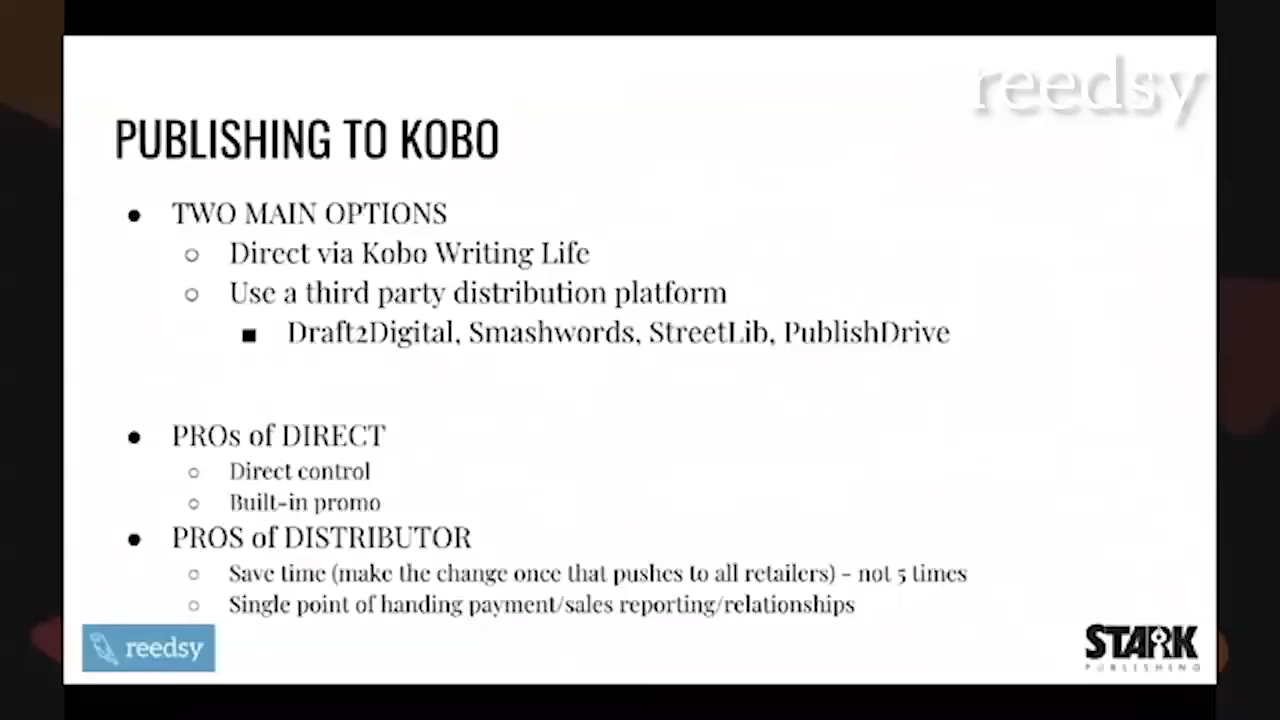 reedsy
PUBLISHING TO KOBO
● TWO MAIN OPTIONS
○ Direct via Kobo Writing Life
○ Use a third party distribution platform
■ Draft2Digital, Smashwords, StreetLib, PublishDrive
● PROs of DIRECT
○ Direct control
○ Built-in promo
● PROS of DISTRIBUTOR
○ Save time (make the change once that pushes to all retailers) - not 5 times
○ Single point of handing payment/sales reporting/relationships
reedsy
STARK
PUBLISHING